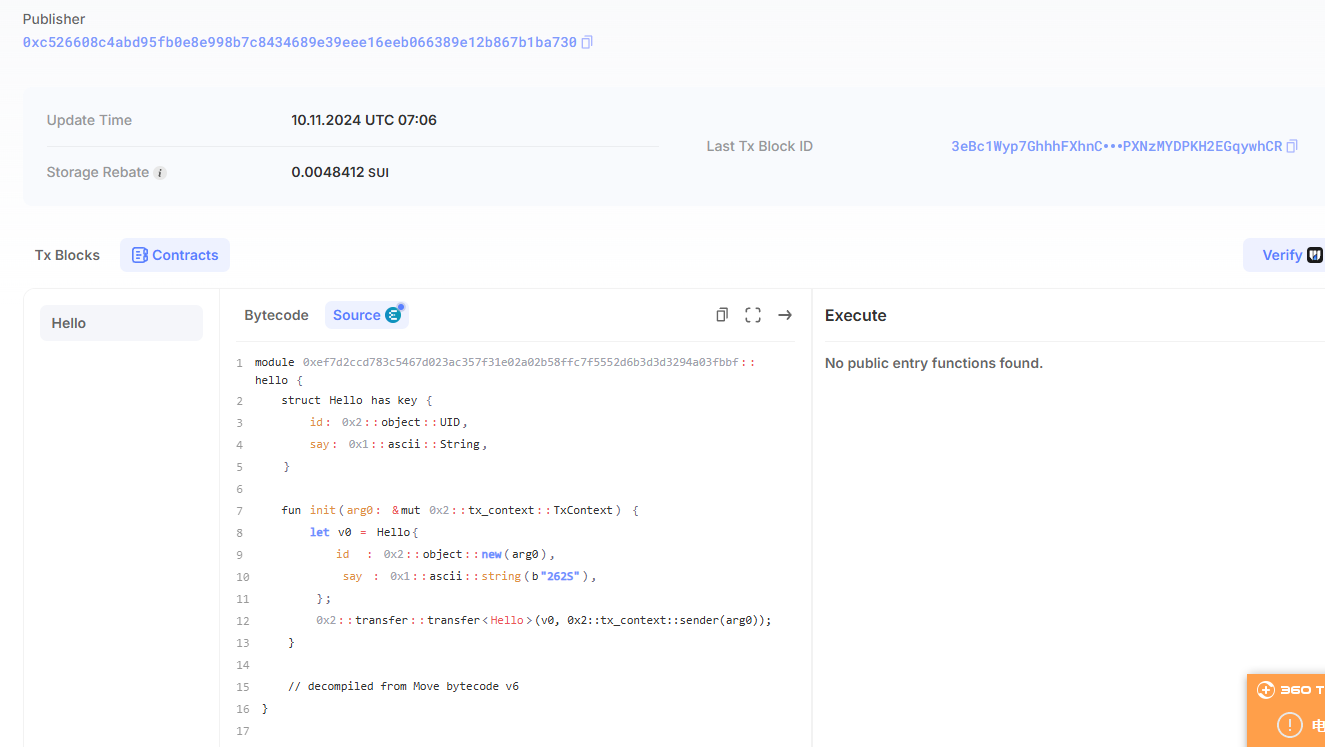 Publisher
0xc526608c4abd95fb0e8e998b7c8434689e39eee16eeb066389e12b867b1ba730
Update Time
10.11.2024 UTC 07:06
Last Tx Block ID
3eBc1Wyp7GhhhFXhnC•••PXNzMYDPKH2EGqywhCR
Storage Rebate i
0.0048412 SUI
Tx Blocks
Contracts
Verify
Hello
Bytecode
Source
1 module 0xef7d2ccd783c5467d023ac357f31e02a02b58ffc7f5552d6b3d3d3294a03fbbf::
hello {
2 struct Hello has key {
3 id: 0x2::object::UID,
4 say: 0x1::ascii::String,
5 }
6
7 fun init(arg0: &mut 0x2::tx_context::TxContext) {
8 let v0 = Hello{
9 id : 0x2::object::new(arg0),
10 say : 0x1::ascii::string(b"262S"),
11 };
12 0x2::transfer::transfer<Hello>(v0, 0x2::tx_context::sender(arg0));
13 }
14
15 // decompiled from Move bytecode v6
16 }
17
Execute
No public entry functions found.
360 T
电